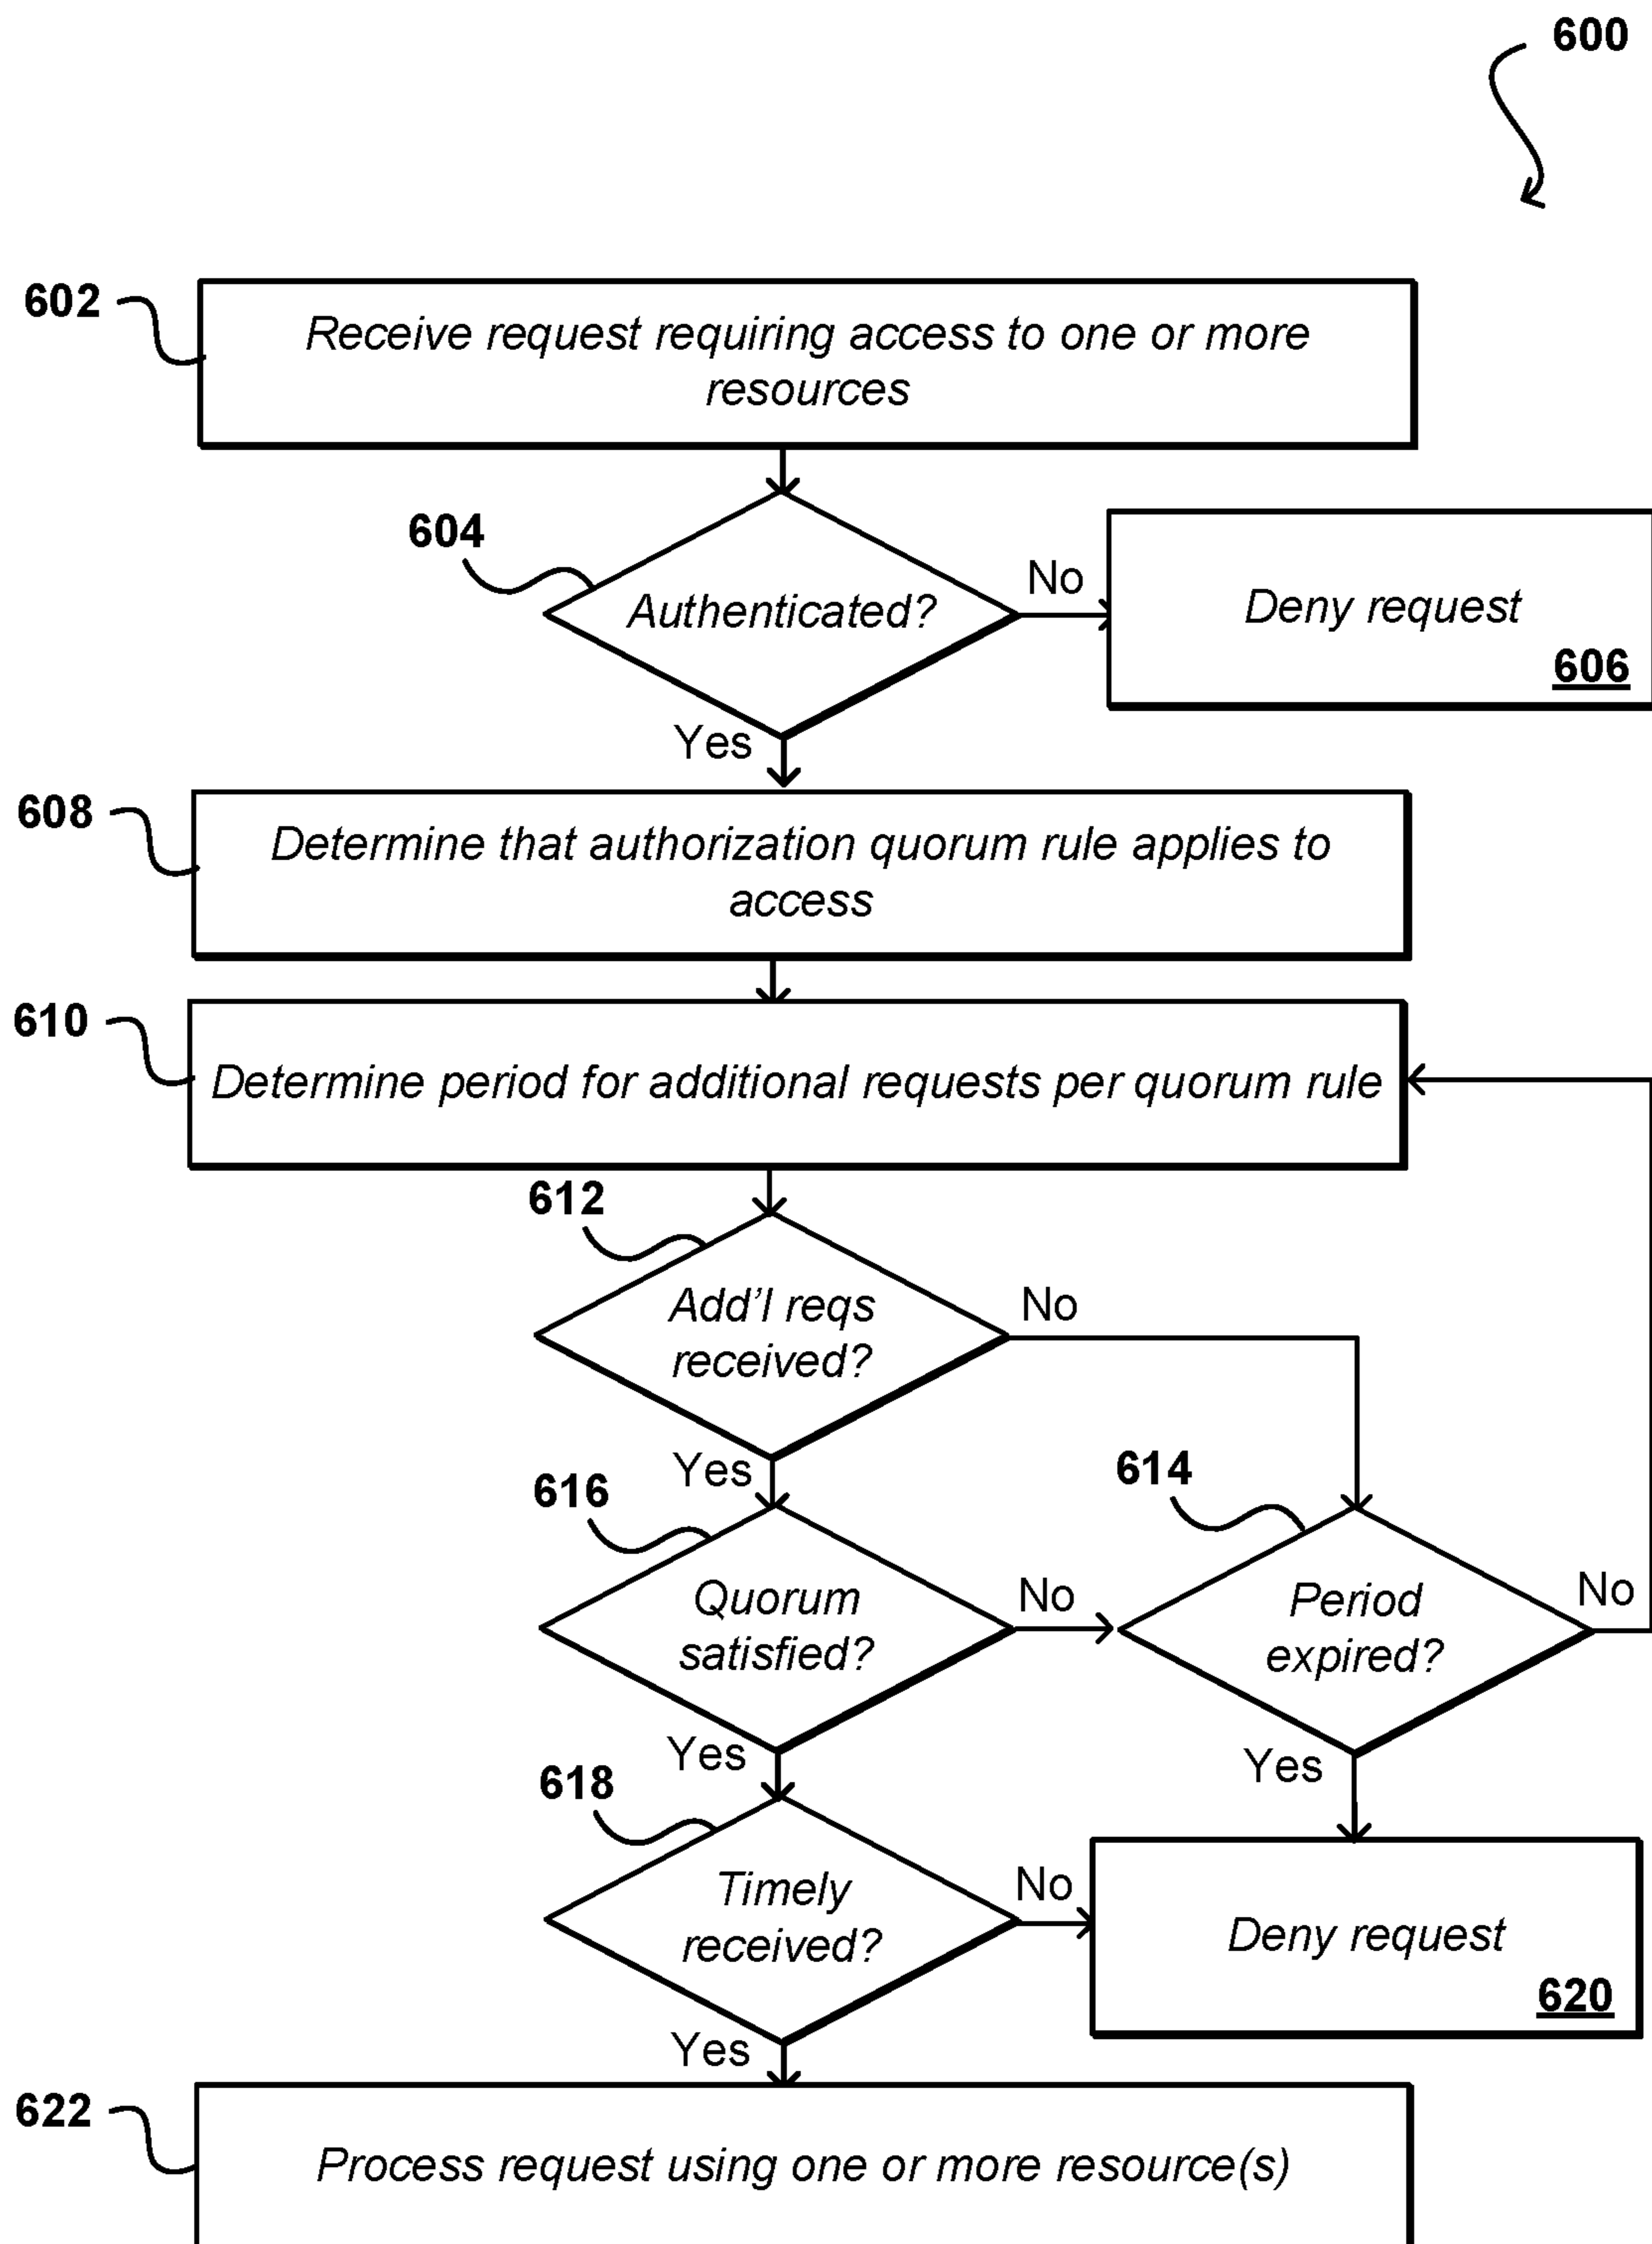 600
602
Receive request requiring access to one or more
resources
604
Authenticated?
No
Deny request
606
Yes
608
Determine that authorization quorum rule applies to
access
610
Determine period for additional requests per quorum rule
612
Add'l reqs
received?
No
Yes
616
614
Quorum
satisfied?
No
Period
expired?
No
Yes
Yes
618
Timely
received?
No
Deny request
620
Yes
622
Process request using one or more resource(s)